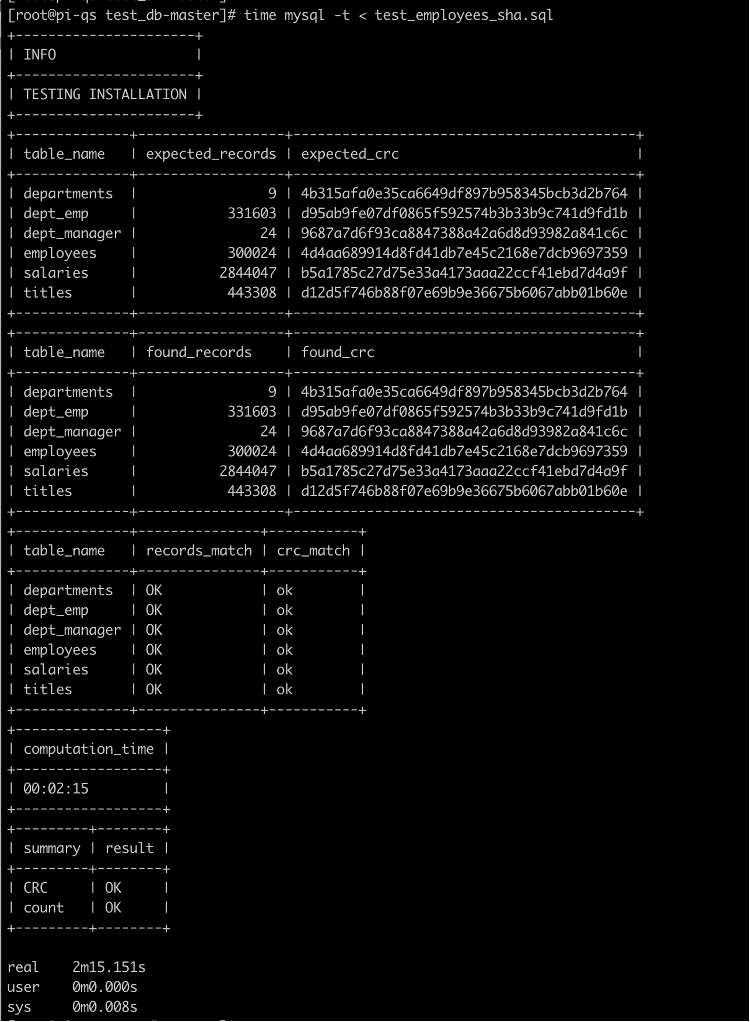 [root@pi-qs test_db-master]# time mysql -t < test_employees_sha.sql
+----------------------+
| INFO                 |
+----------------------+
| TESTING INSTALLATION |
+----------------------+
+--------------+------------------+------------------------------------------+
| table_name   | expected_records | expected_crc                             |
+--------------+------------------+------------------------------------------+
| departments  |                9 | 4b315afa0e35ca6649df897b958345bcb3d2b764 |
| dept_emp     |           331603 | d95ab9fe07df0865f592574b3b33b9c741d9fd1b |
| dept_manager |               24 | 9687a7d6f93ca8847388a42a6d8d93982a841c6c |
| employees    |           300024 | 4d4aa689914d8fd41db7e45c2168e7dcb9697359 |
| salaries     |          2844047 | b5a1785c27d75e33a4173aaa22ccf41ebd7d4a9f |
| titles       |           443308 | d12d5f746b88f07e69b9e36675b6067abb01b60e |
+--------------+------------------+------------------------------------------+
+--------------+------------------+------------------------------------------+
| table_name   | found_records    | found_crc                                |
+--------------+------------------+------------------------------------------+
| departments  |                9 | 4b315afa0e35ca6649df897b958345bcb3d2b764 |
| dept_emp     |           331603 | d95ab9fe07df0865f592574b3b33b9c741d9fd1b |
| dept_manager |               24 | 9687a7d6f93ca8847388a42a6d8d93982a841c6c |
| employees    |           300024 | 4d4aa689914d8fd41db7e45c2168e7dcb9697359 |
| salaries     |          2844047 | b5a1785c27d75e33a4173aaa22ccf41ebd7d4a9f |
| titles       |           443308 | d12d5f746b88f07e69b9e36675b6067abb01b60e |
+--------------+------------------+------------------------------------------+
+--------------+---------------+-----------+
| table_name   | records_match | crc_match |
+--------------+---------------+-----------+
| departments  | OK            | ok        |
| dept_emp     | OK            | ok        |
| dept_manager | OK            | ok        |
| employees    | OK            | ok        |
| salaries     | OK            | ok        |
| titles       | OK            | ok        |
+--------------+---------------+-----------+
+------------------+
| computation_time |
+------------------+
| 00:02:15         |
+------------------+
+---------+--------+
| summary | result |
+---------+--------+
| CRC     | OK     |
| count   | OK     |
+---------+--------+
real    2m15.151s
user    0m0.000s
sys     0m0.008s